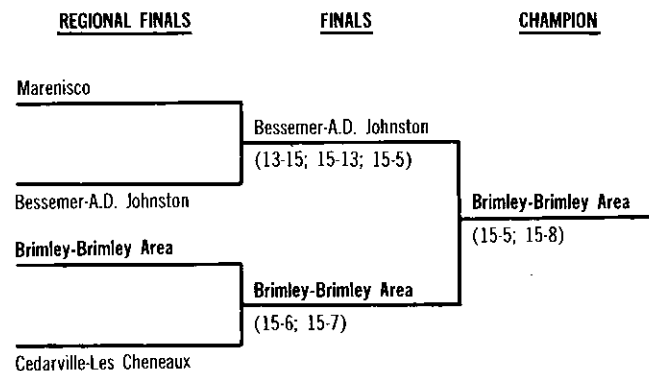 REGIONAL FINALS FINALS CHAMPION
Marenisco
Bessemer-A.D. Johnston
(13-15; 15-13; 15-5)
Bessemer-A.D. Johnston
Brimley-Brimley Area
(15-5; 15-8)
Brimley-Brimley Area
Brimley-Brimley Area
(15-6; 15-7)
Cedarville-Les Cheneaux